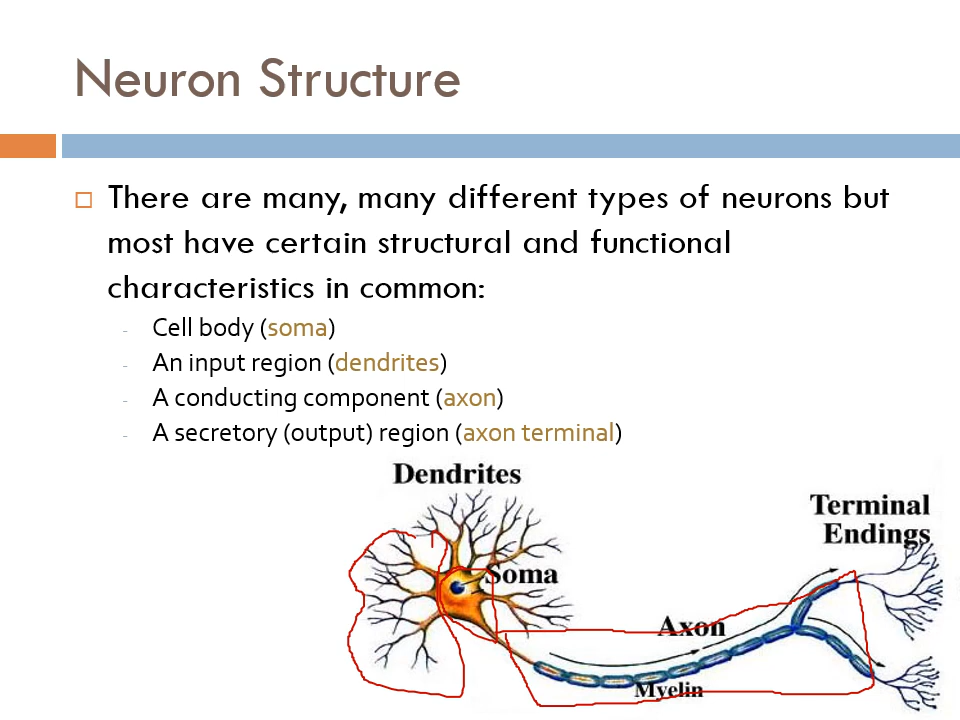 Neuron Structure
There are many, many different types of neurons but
most have certain structural and functional
characteristics in common:
- Cell body (soma)
- An input region (dendrites)
- A conducting component (axon)
- A secretory (output) region (axon terminal)
Dendrites
Terminal
Endings
Soma
Axon
Myelin